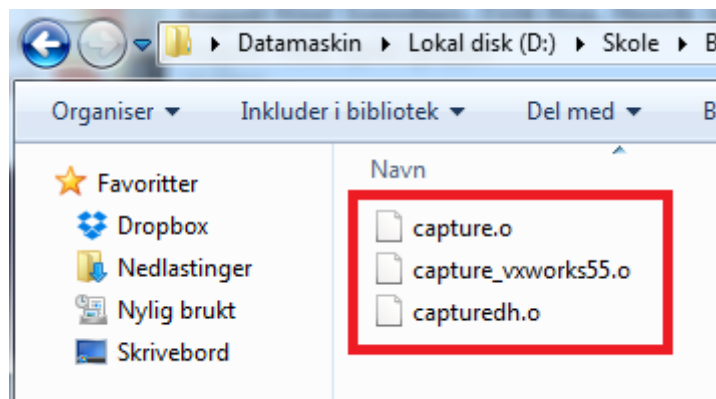 Datamaskin ▸ Lokal disk (D:) ▸ Skole ▸ B
Organiser Inkluder i bibliotek Del med B
Favoritter
Dropbox
Nedlastinger
Nylig brukt
Skrivebord
Navn
capture.o
capture_vxworks55.o
capturedh.o